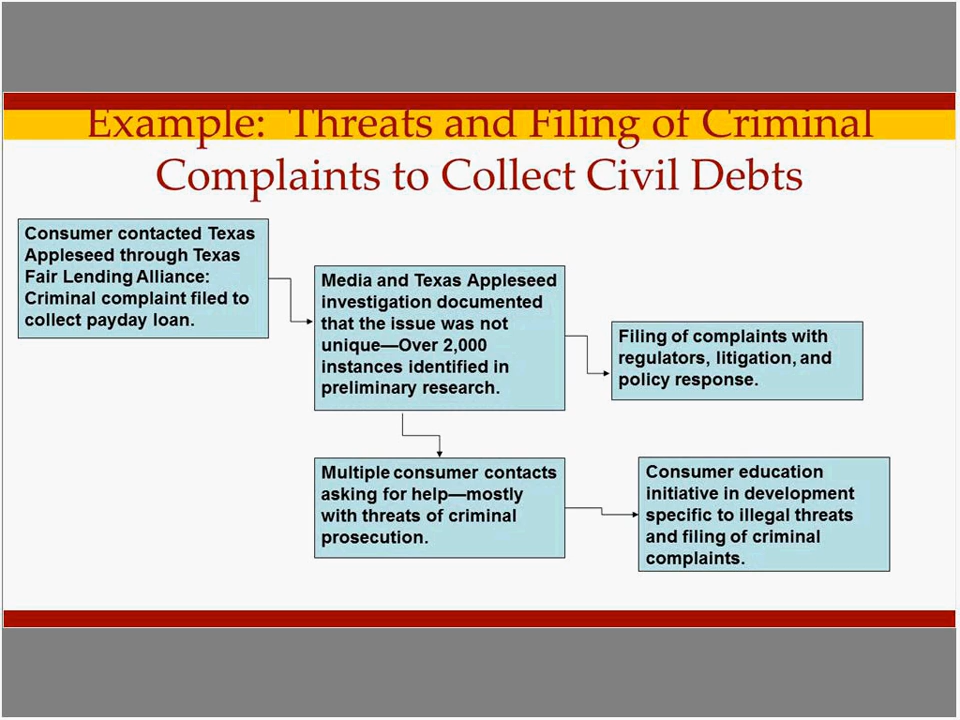 Example: Threats and Filing of Criminal
Complaints to Collect Civil Debts
Consumer contacted Texas
Appleseed through Texas
Fair Lending Alliance:
Criminal complaint filed to
collect payday loan.
Media and Texas Appleseed
investigation documented
that the issue was not
unique—Over 2,000
instances identified in
preliminary research.
Filing of complaints with
regulators, litigation, and
policy response.
Multiple consumer contacts
asking for help—mostly
with threats of criminal
prosecution.
Consumer education
initiative in development
specific to illegal threats
and filing of criminal
complaints.